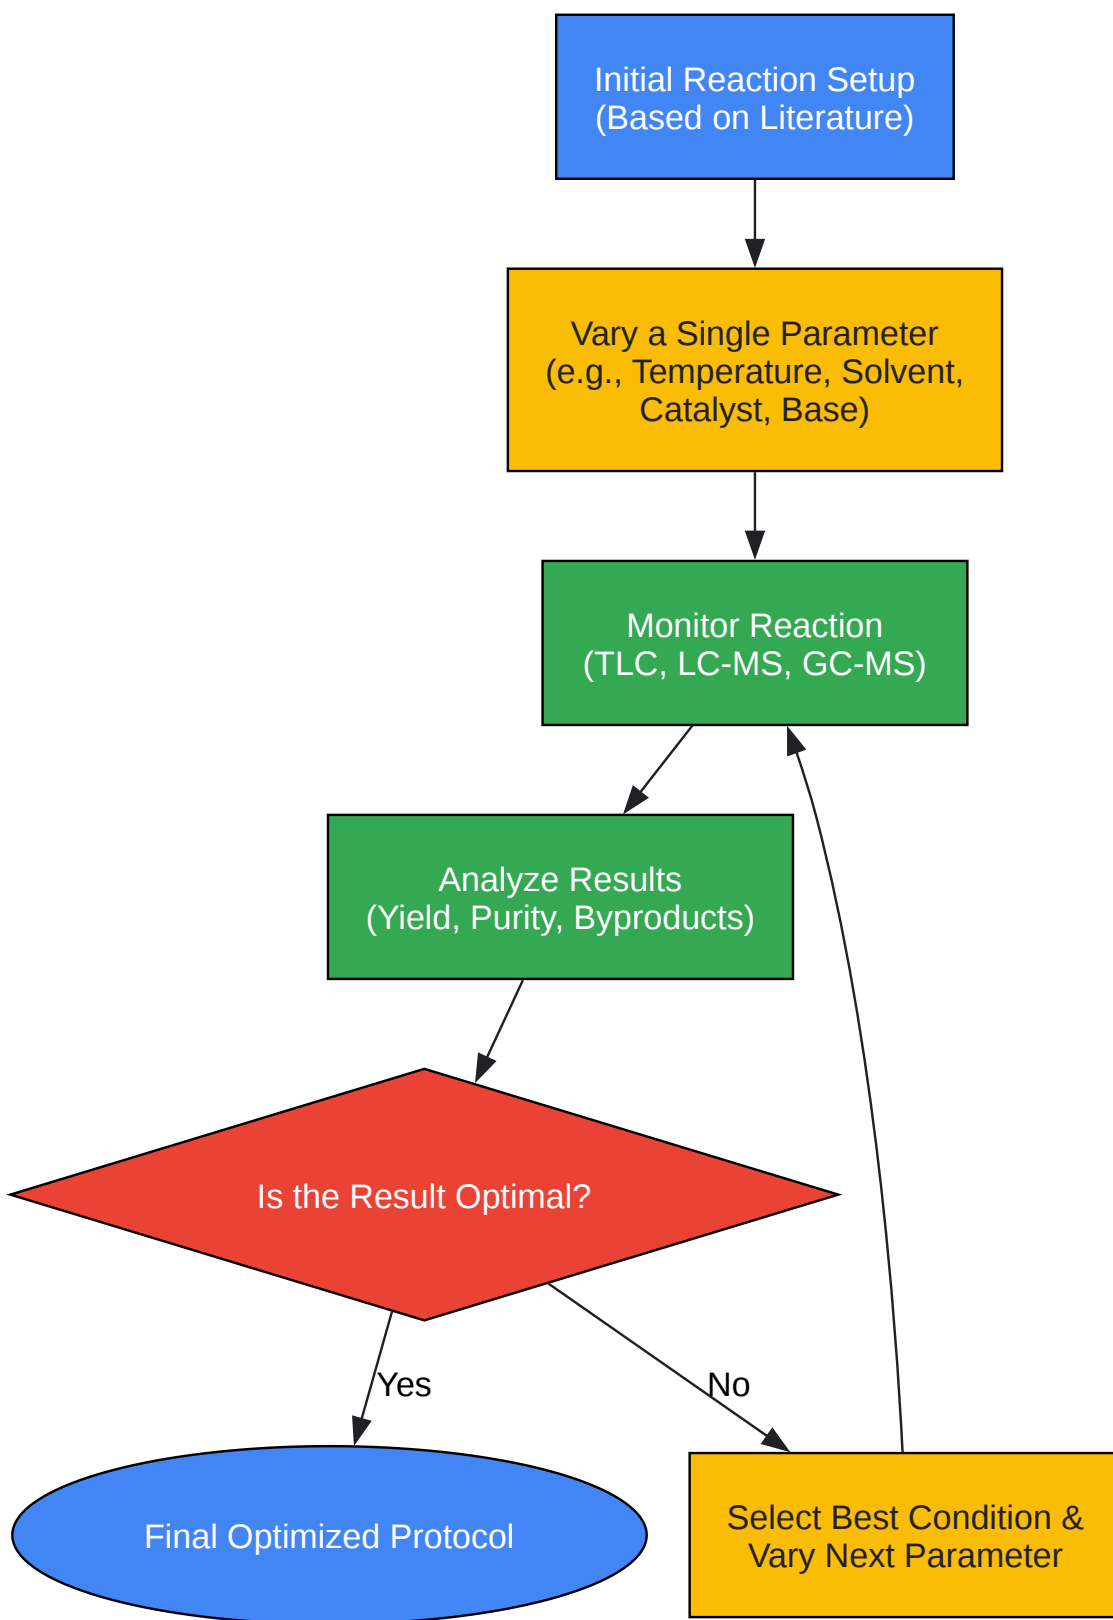 Initial Reaction Setup
(Based on Literature)
Vary a Single Parameter
(e.g., Temperature, Solvent,
Catalyst, Base)
Monitor Reaction
(TLC, LC-MS, GC-MS)
Analyze Results
(Yield, Purity, Byproducts)
Is the Result Optimal?
Yes
No
Final Optimized Protocol
Select Best Condition &
Vary Next Parameter